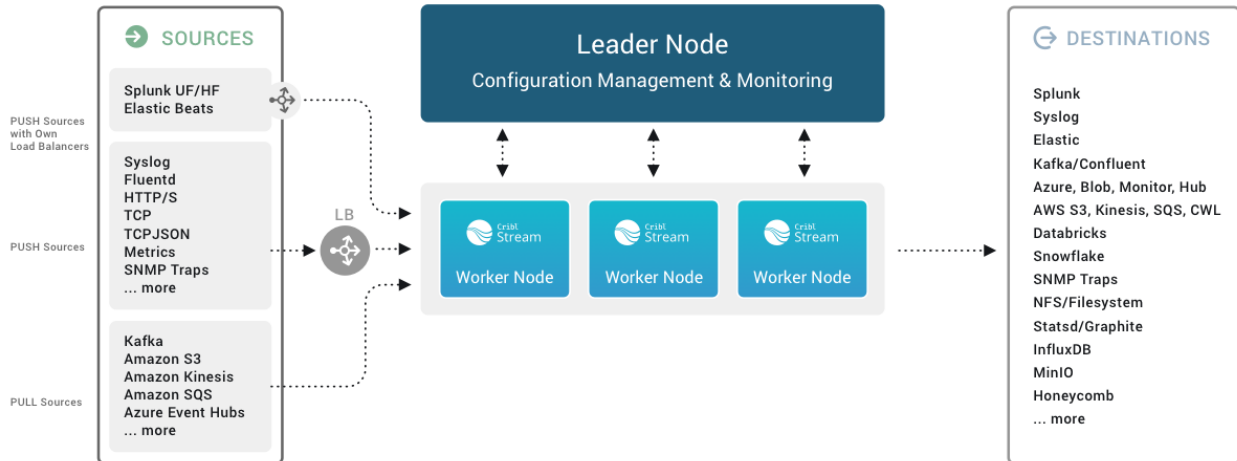 SOURCES
PUSH Sources
with Own
Load Balancers
Splunk UF/HF
Elastic Beats
PUSH Sources
Syslog
Fluentd
HTTP/S
TCP
TCPJSON
Metrics
SNMP Traps
... more
PULL Sources
Kafka
Amazon S3
Amazon Kinesis
Amazon SQS
Azure Event Hubs
... more
LB
Leader Node
Configuration Management & Monitoring
Cribl
Stream
Worker Node
Cribl
Stream
Worker Node
Cribl
Stream
Worker Node
DESTINATIONS
Splunk
Syslog
Elastic
Kafka/Confluent
Azure, Blob, Monitor, Hub
AWS S3, Kinesis, SQS, CWL
Databricks
Snowflake
SNMP Traps
NFS/Filesystem
Statsd/Graphite
InfluxDB
MinIO
Honeycomb
... more